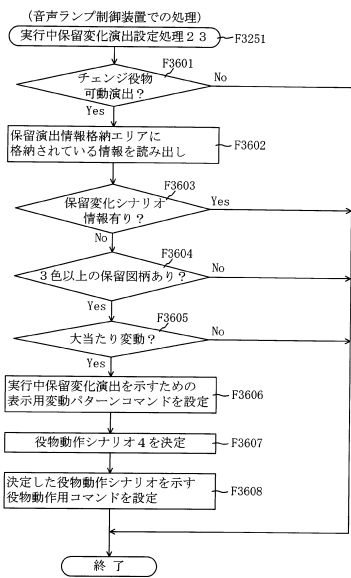 (音声ランプ制御装置での処理)
実行中保留変化演出設定処理23
F3251
F3601
チェンジ役物
可動演出？
No
Yes
保留演出情報格納エリアに
格納されている情報を読み出し
F3602
F3603
保留変化シナリオ
情報有り？
Yes
No
F3604
3色以上の保留図柄あり？
No
Yes
F3605
大当たり変動？
No
Yes
実行中保留変化演出を示すための
表示用変動パターンコマンドを設定
F3606
役物動作シナリオ4を決定
F3607
決定した役物動作シナリオを示す
役物動作用コマンドを設定
F3608
終了